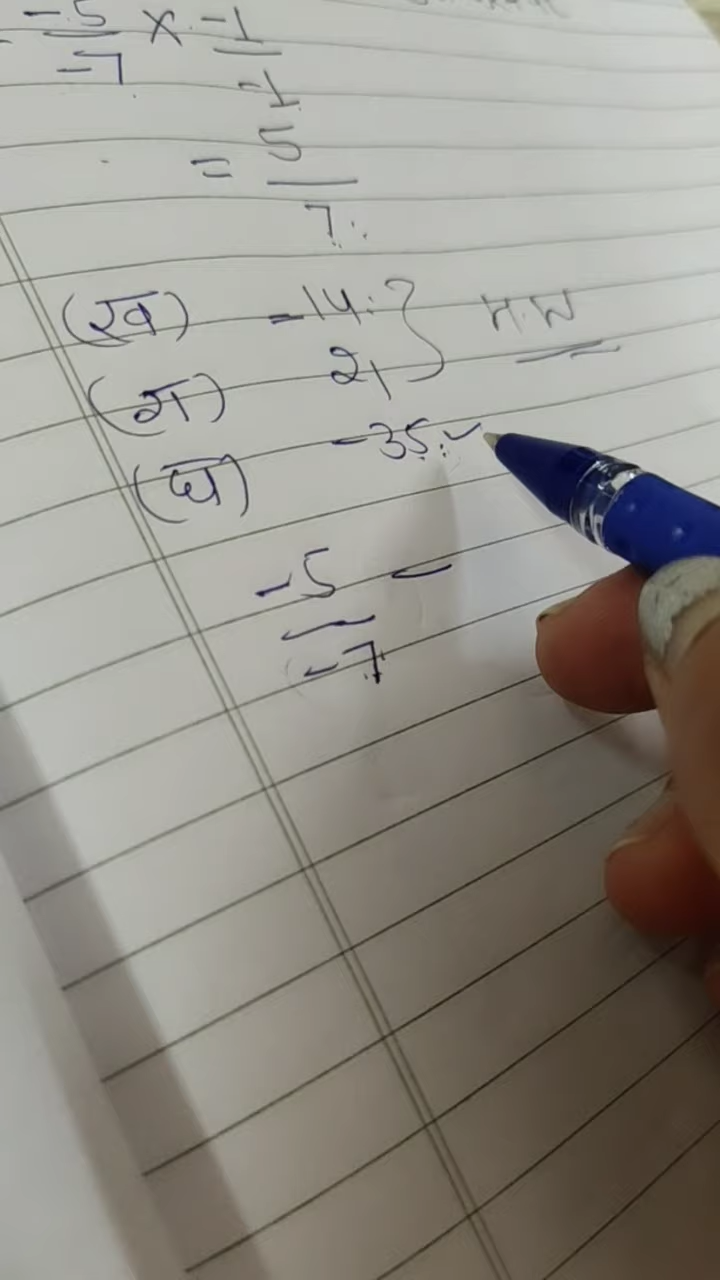 -5/-7 × -1/-1
= 5/7
(ख) -14 } H.W
(ग) 21
(घ) -35
-5/-7 -